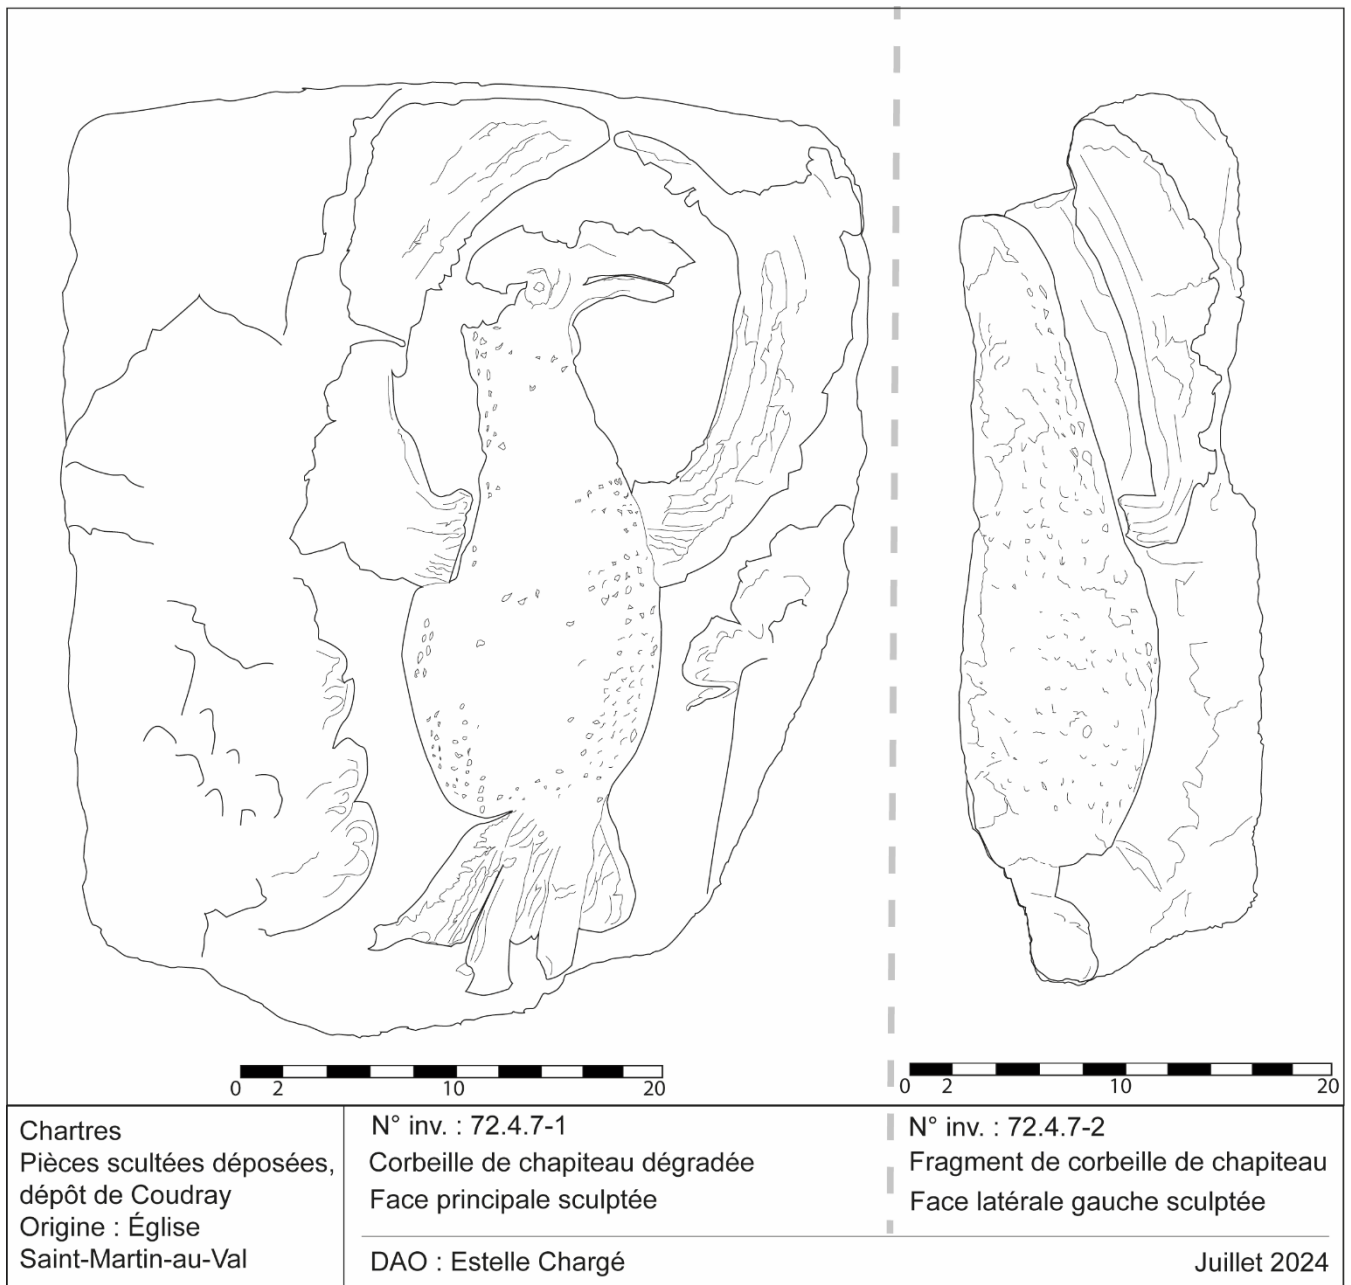 0 2 10 20
0 2 10 20
Chartres
Pièces scultées déposées,
dépôt de Coudray
Origine : Église
Saint-Martin-au-Val
N° inv. : 72.4.7-1
Corbeille de chapiteau dégradée
Face principale sculptée
N° inv. : 72.4.7-2
Fragment de corbeille de chapiteau
Face latérale gauche sculptée
DAO : Estelle Chargé
Juillet 2024